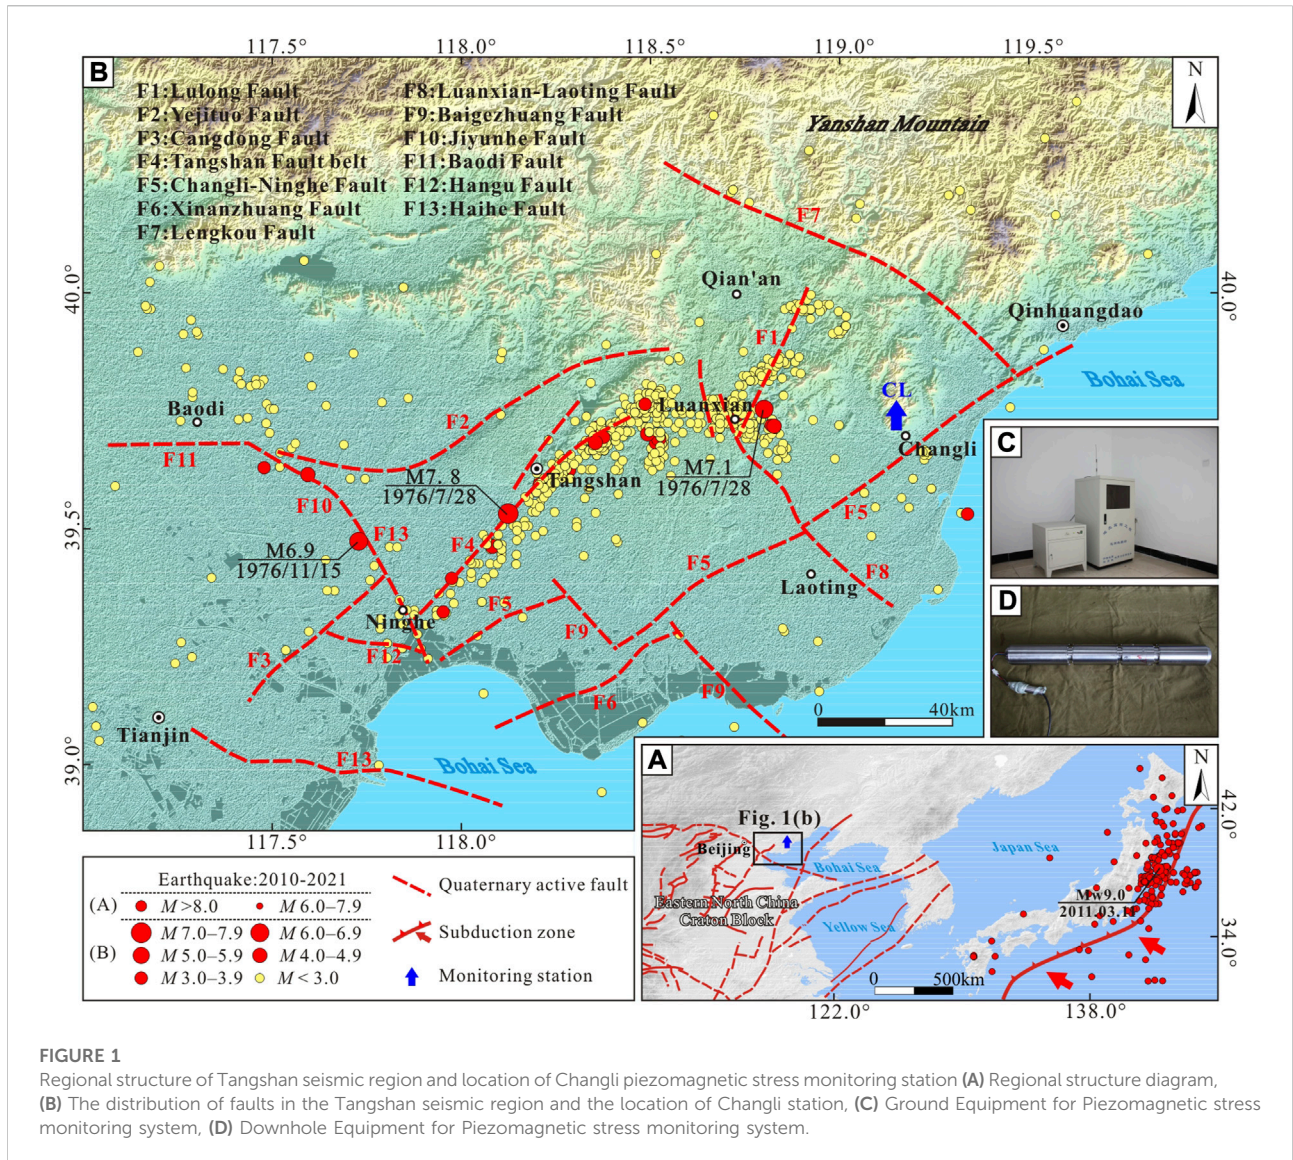 117.5°
118.0°
118.5°
119.0°
119.5°
B
N
F1:Lulong Fault
F2:Yejituo Fault
F3:Cangdong Fault
F4:Tangshan Fault belt
F5:Changli-Ninghe Fault
F6:Xinanzhuang Fault
F7:Lengkou Fault
F8:Luanxian-Laoting Fault
F9:Baigezhuang Fault
F10:Jiyunhe Fault
F11:Baodi Fault
F12:Hangu Fault
F13:Haihe Fault
Yanshan Mountain
F7
40.0°
40.0°
Qian'an
Qinhuangdao
F1
Bohai Sea
CL
Baodi
Luanxian
F2
Changli
F11
M7.8
1976/7/28
Tangshan
M7.1
1976/7/28
F10
F5
39.5°
F13
F4
M6.9
1976/11/15
F5
F8
Laoting
F5
Ninghe
F9
F12
F3
F6
F9
0 40km
Tianjin
39.0°
F13
Bohai Sea
117.5°
118.0°
C
D
A
N
Fig. 1(b)
Beijing
Bohai Sea
Japan Sea
Eastern North China
Craton Block
Yellow Sea
Mw9.0
2011.03.11
42.0°
34.0°
0 500km
122.0°
138.0°
Earthquake:2010-2021
(A) M >8.0 M 6.0–7.9
(B) M 7.0–7.9 M 6.0–6.9
M 5.0–5.9 M 4.0–4.9
M 3.0–3.9 M < 3.0
Quaternary active fault
Subduction zone
Monitoring station
FIGURE 1
Regional structure of Tangshan seismic region and location of Changli piezomagnetic stress monitoring station (A) Regional structure diagram,
(B) The distribution of faults in the Tangshan seismic region and the location of Changli station, (C) Ground Equipment for Piezomagnetic stress
monitoring system, (D) Downhole Equipment for Piezomagnetic stress monitoring system.